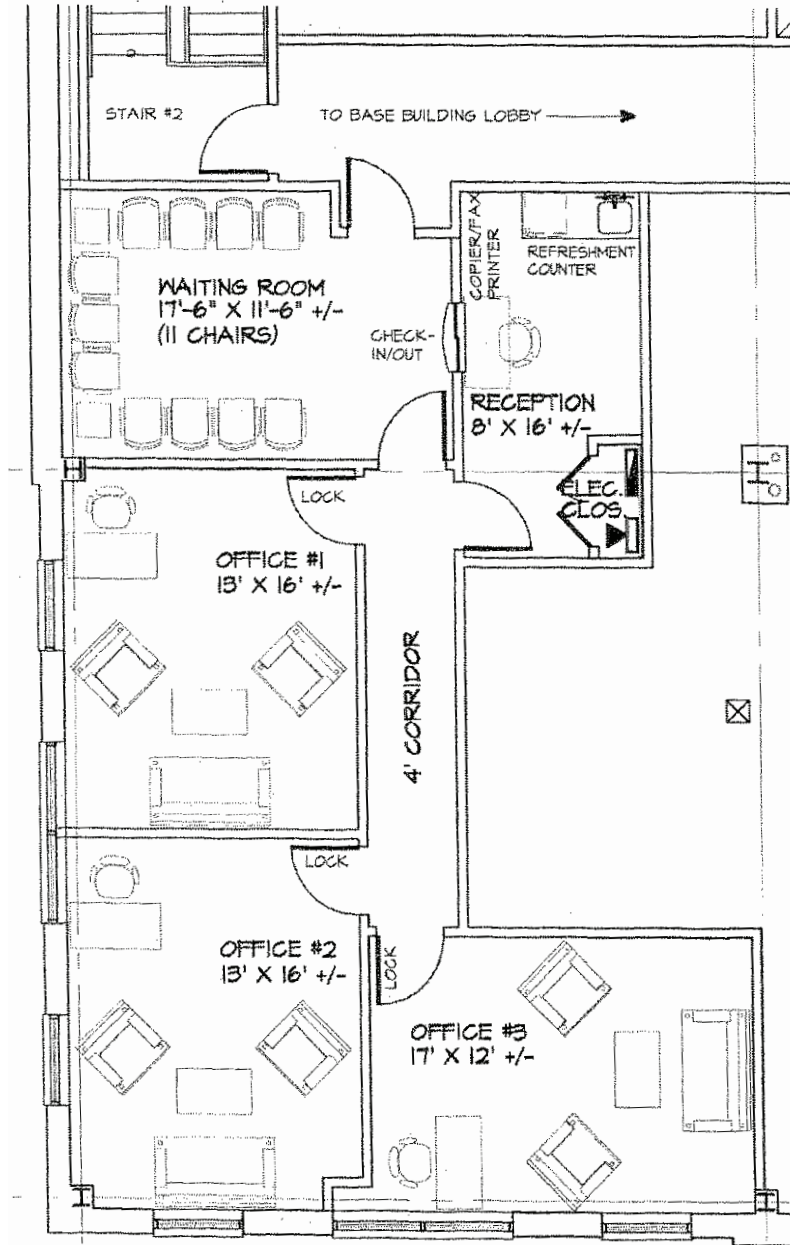 STAIR #2
TO BASE BUILDING LOBBY
COPIER/FAX
PRINTER
REFRESHMENT
COUNTER
WAITING ROOM
17'-6" X 11'-6" +/-
(11 CHAIRS)
CHECK-
IN/OUT
RECEPTION
8' X 16' +/-
ELEC.
CLOS.
LOCK
OFFICE #1
13' X 16' +/-
4' CORRIDOR
LOCK
OFFICE #2
13' X 16' +/-
LOCK
OFFICE #3
17' X 12' +/-